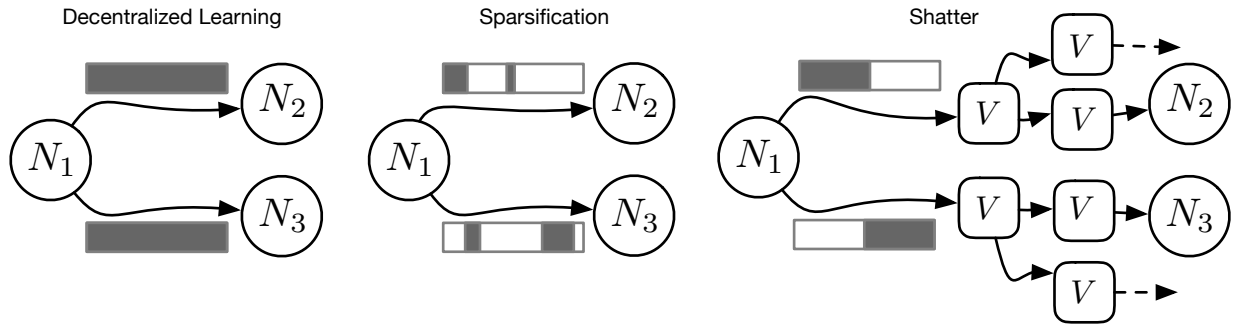 Decentralized Learning
N₁
N₂
N₃
Sparsification
N₁
N₂
N₃
Shatter
N₁
V
V
V
N₂
V
V
V
N₃